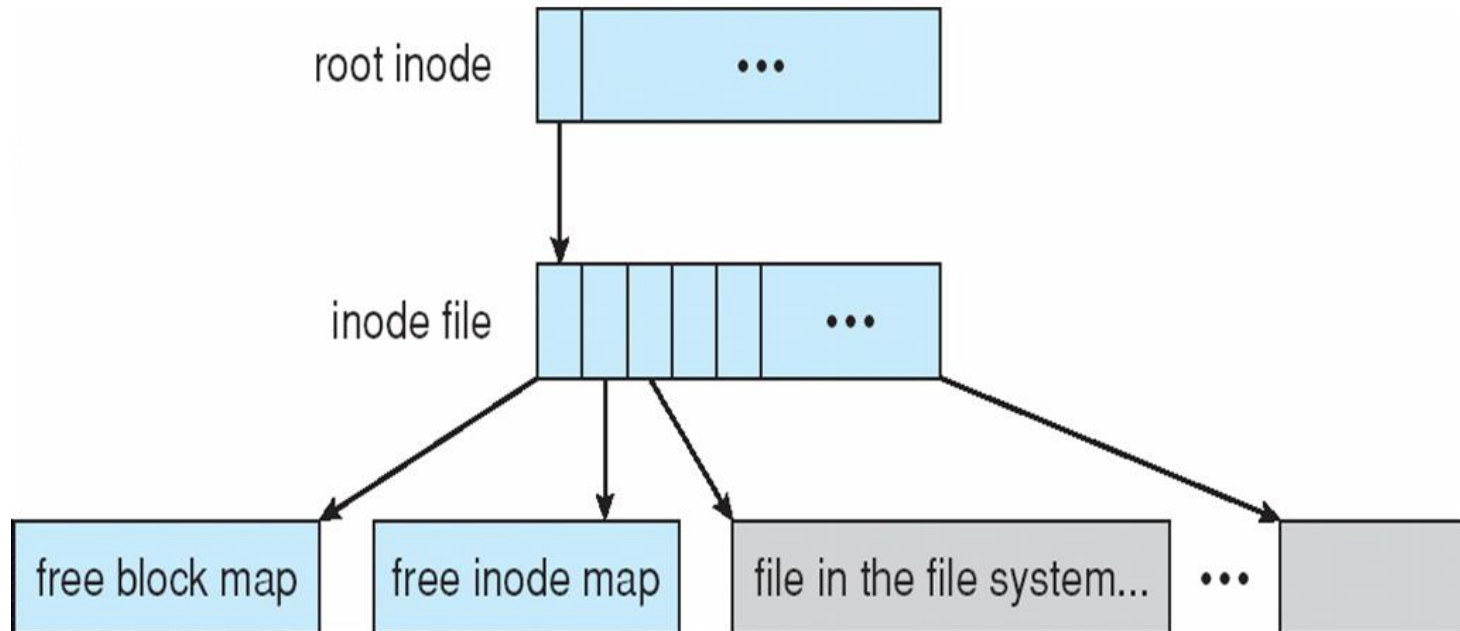 root inode
...
inode file
...
free block map
free inode map
file in the file system...
...